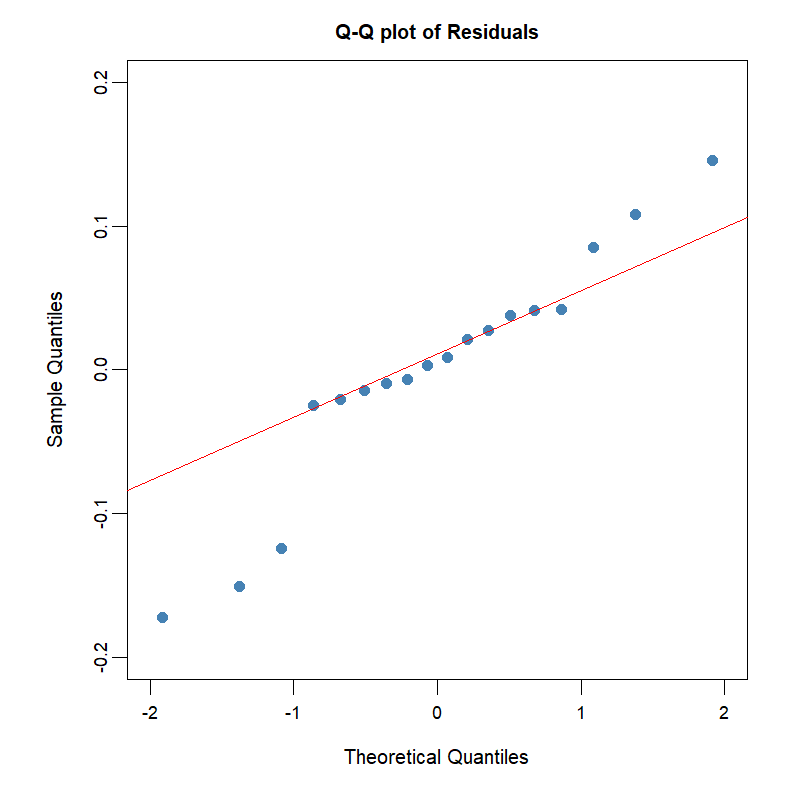 Q-Q plot of Residuals
0.2
0.1
0.0
-0.1
-0.2
Sample Quantiles
-2 -1 0 1 2
Theoretical Quantiles